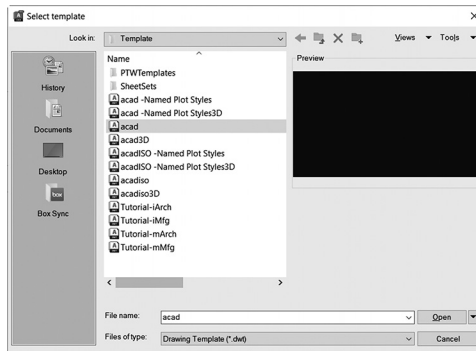 Select template
Look in: Template Views Tools
Name Preview
PTWTemplates
SheetSets
acad -Named Plot Styles
acad -Named Plot Styles3D
acad
acad3D
acadISO -Named Plot Styles
acadISO -Named Plot Styles3D
acadiso
acadiso3D
Tutorial-iArch
Tutorial-iMfg
Tutorial-mArch
Tutorial-mMfg
History
Documents
Desktop
box
Box Sync
File name: acad Open
Files of type: Drawing Template (*.dwt) Cancel